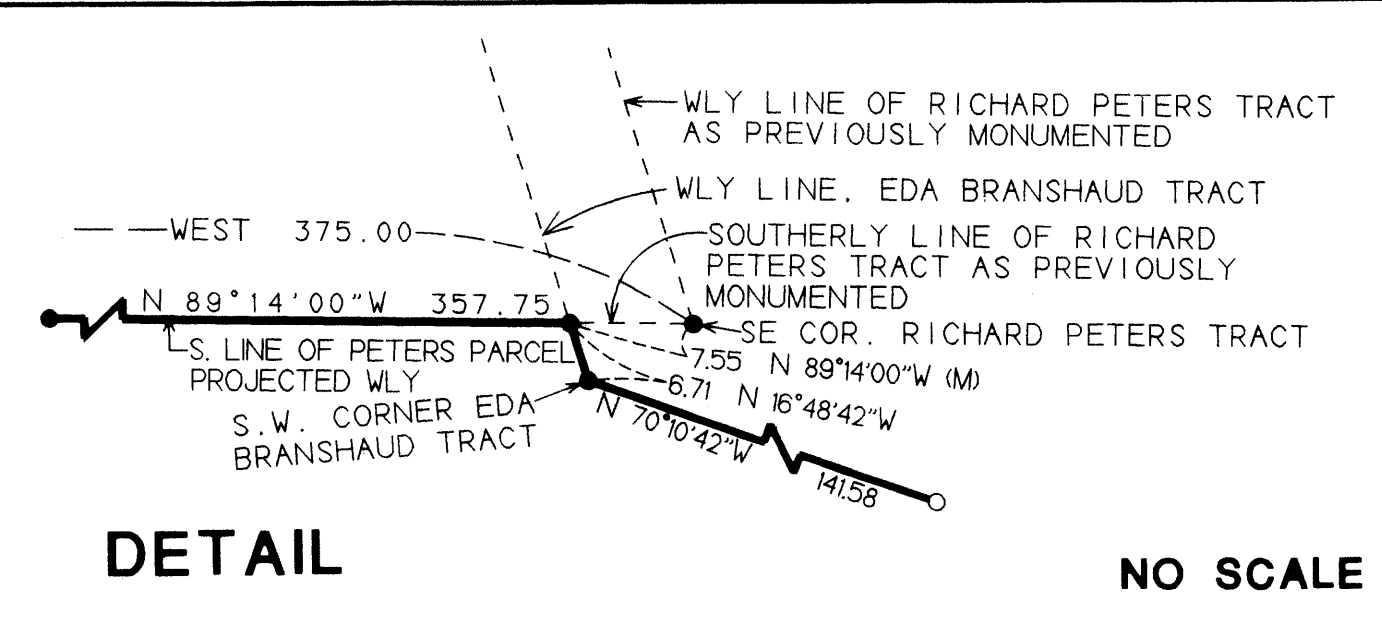 WLY LINE OF RICHARD PETERS TRACT
AS PREVIOUSLY MONUMENTED
WLY LINE, EDA BRANSHAUD TRACT
WEST 375.00
SOUTHERLY LINE OF RICHARD
PETERS TRACT AS PREVIOUSLY
MONUMENTED
N 89°14'00"W 357.75
SE COR. RICHARD PETERS TRACT
S. LINE OF PETERS PARCEL
PROJECTED WLY
7.55 N 89°14'00"W (M)
6.71 N 16°48'42"W
S.W. CORNER EDA
BRANSHAUD TRACT
N 70°10'42"W
141.58
DETAIL
NO SCALE